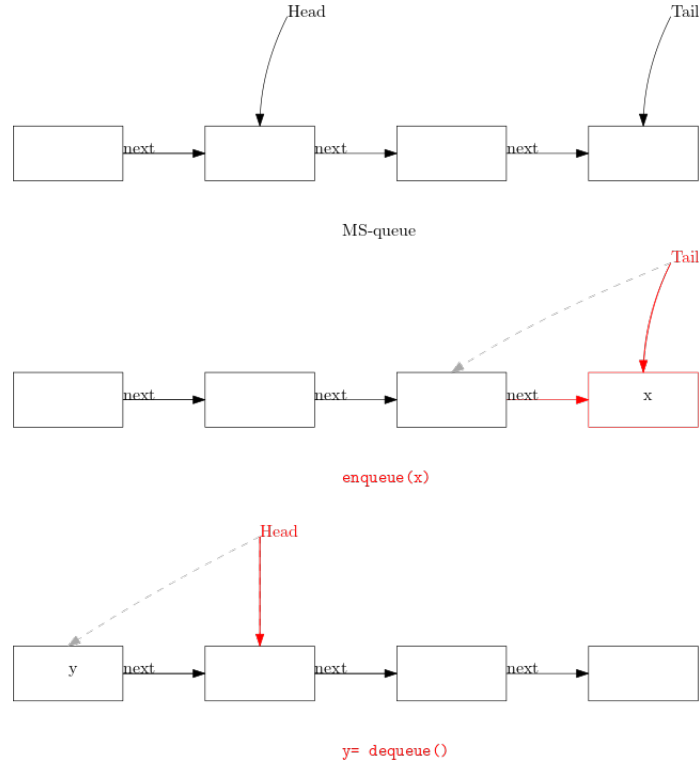 Head Tail
next next next
MS-queue
Tail
x
next next next
enqueue(x)
Head
y
next next next
y= dequeue()